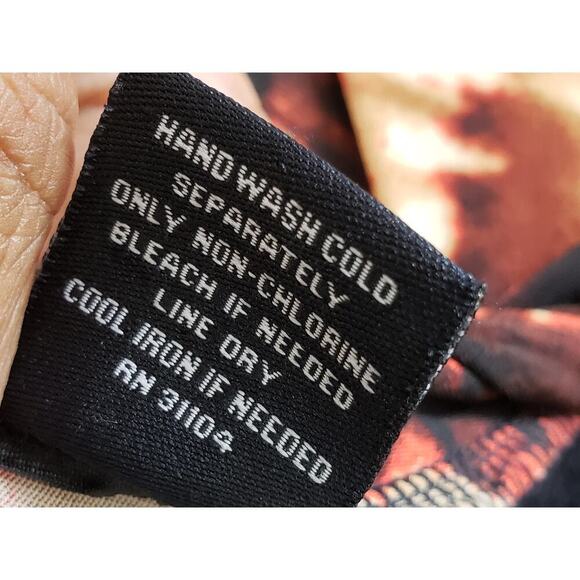 HAND WASH COLD
SEPARATELY
ONLY NON-CHLORINE
BLEACH IF NEEDED
LINE DRY
COOL IRON IF NEEDED
RN 31104